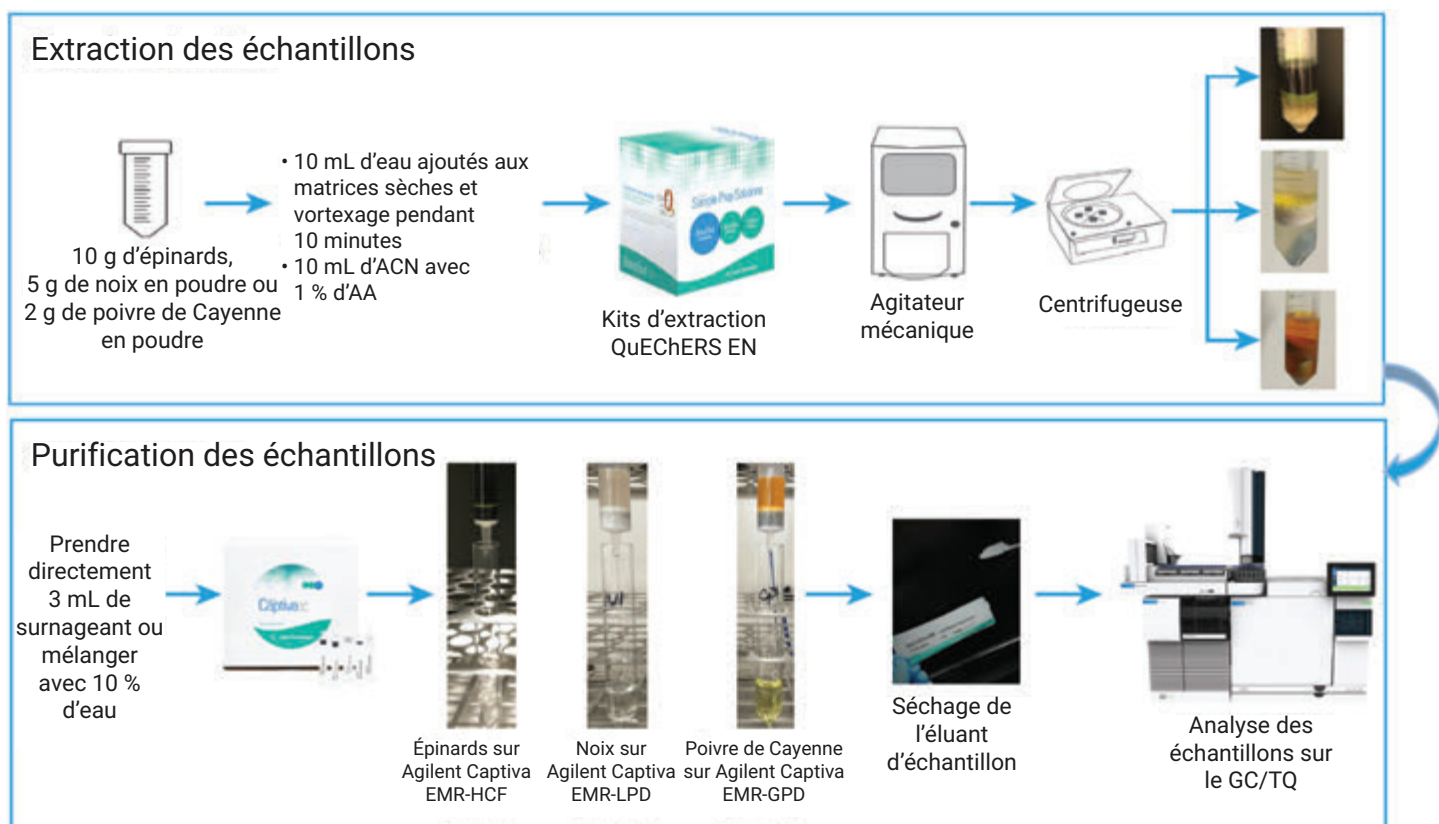 Extraction des échantillons
10 g d’épinards,
5 g de noix en poudre ou
2 g de poivre de Cayenne
en poudre
• 10 mL d’eau ajoutés aux
matrices sèches et
vortexage pendant
10 minutes
• 10 mL d’ACN avec
1 % d’AA
Sample Prep Solutions
Kits d’extraction
QuEChERS EN
Agitateur
mécanique
Centrifugeuse
Purification des échantillons
Prendre
directement
3 mL de
surnageant ou
mélanger
avec 10 %
d’eau
Captiva
Épinards sur
Agilent Captiva
EMR-HCF
Noix sur
Agilent Captiva
EMR-LPD
Poivre de Cayenne
sur Agilent Captiva
EMR-GPD
Séchage de
l’éluant
d’échantillon
Analyse des
échantillons sur
le GC/TQ